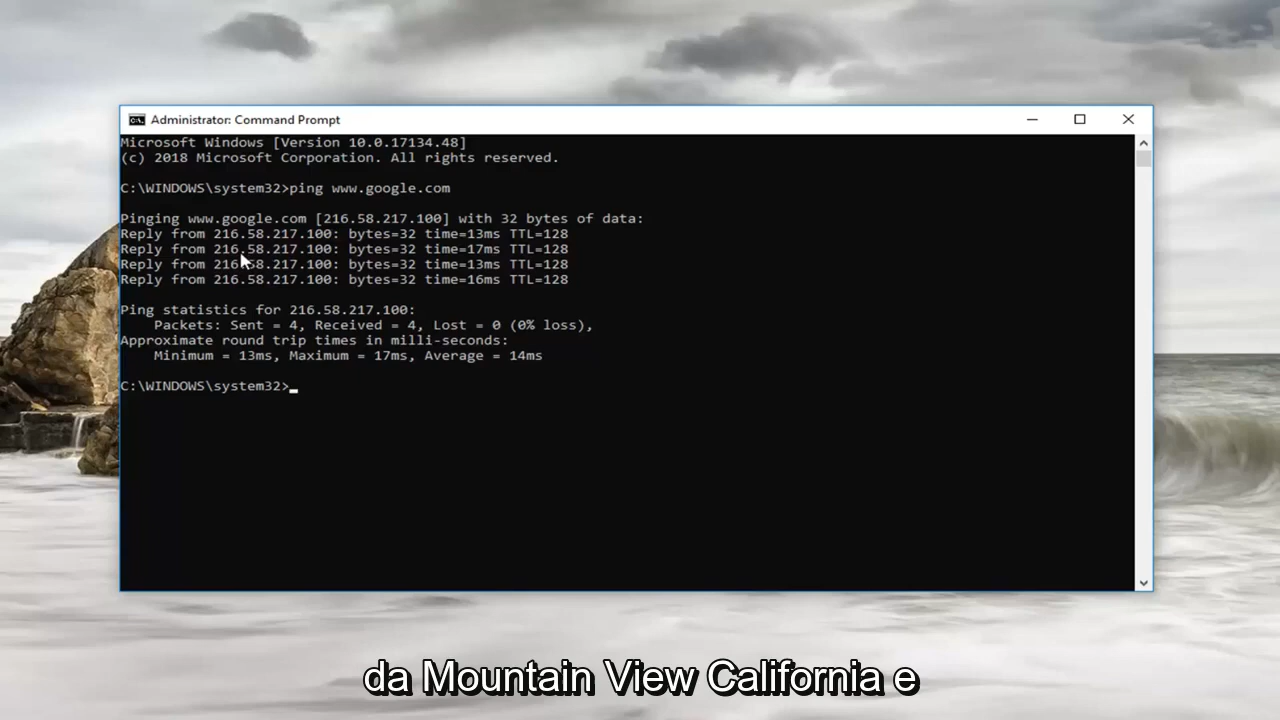 Administrator: Command Prompt
Microsoft Windows [Version 10.0.17134.48]
(c) 2018 Microsoft Corporation. All rights reserved.
C:\WINDOWS\system32>ping www.google.com
Pinging www.google.com [216.58.217.100] with 32 bytes of data:
Reply from 216.58.217.100: bytes=32 time=13ms TTL=128
Reply from 216.58.217.100: bytes=32 time=17ms TTL=128
Reply from 216.58.217.100: bytes=32 time=13ms TTL=128
Reply from 216.58.217.100: bytes=32 time=16ms TTL=128
Ping statistics for 216.58.217.100:
    Packets: Sent = 4, Received = 4, Lost = 0 (0% loss),
Approximate round trip times in milli-seconds:
    Minimum = 13ms, Maximum = 17ms, Average = 14ms
C:\WINDOWS\system32>
da Mountain View California e